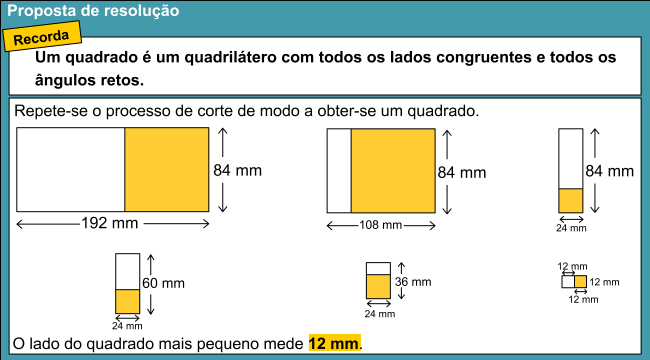 Proposta de resolução
Recorda
Um quadrado é um quadrilátero com todos os lados congruentes e todos os
ângulos retos.
Repete-se o processo de corte de modo a obter-se um quadrado.
84 mm
192 mm
84 mm
108 mm
84 mm
24 mm
60 mm
24 mm
36 mm
24 mm
12 mm
12 mm
12 mm
O lado do quadrado mais pequeno mede 12 mm.